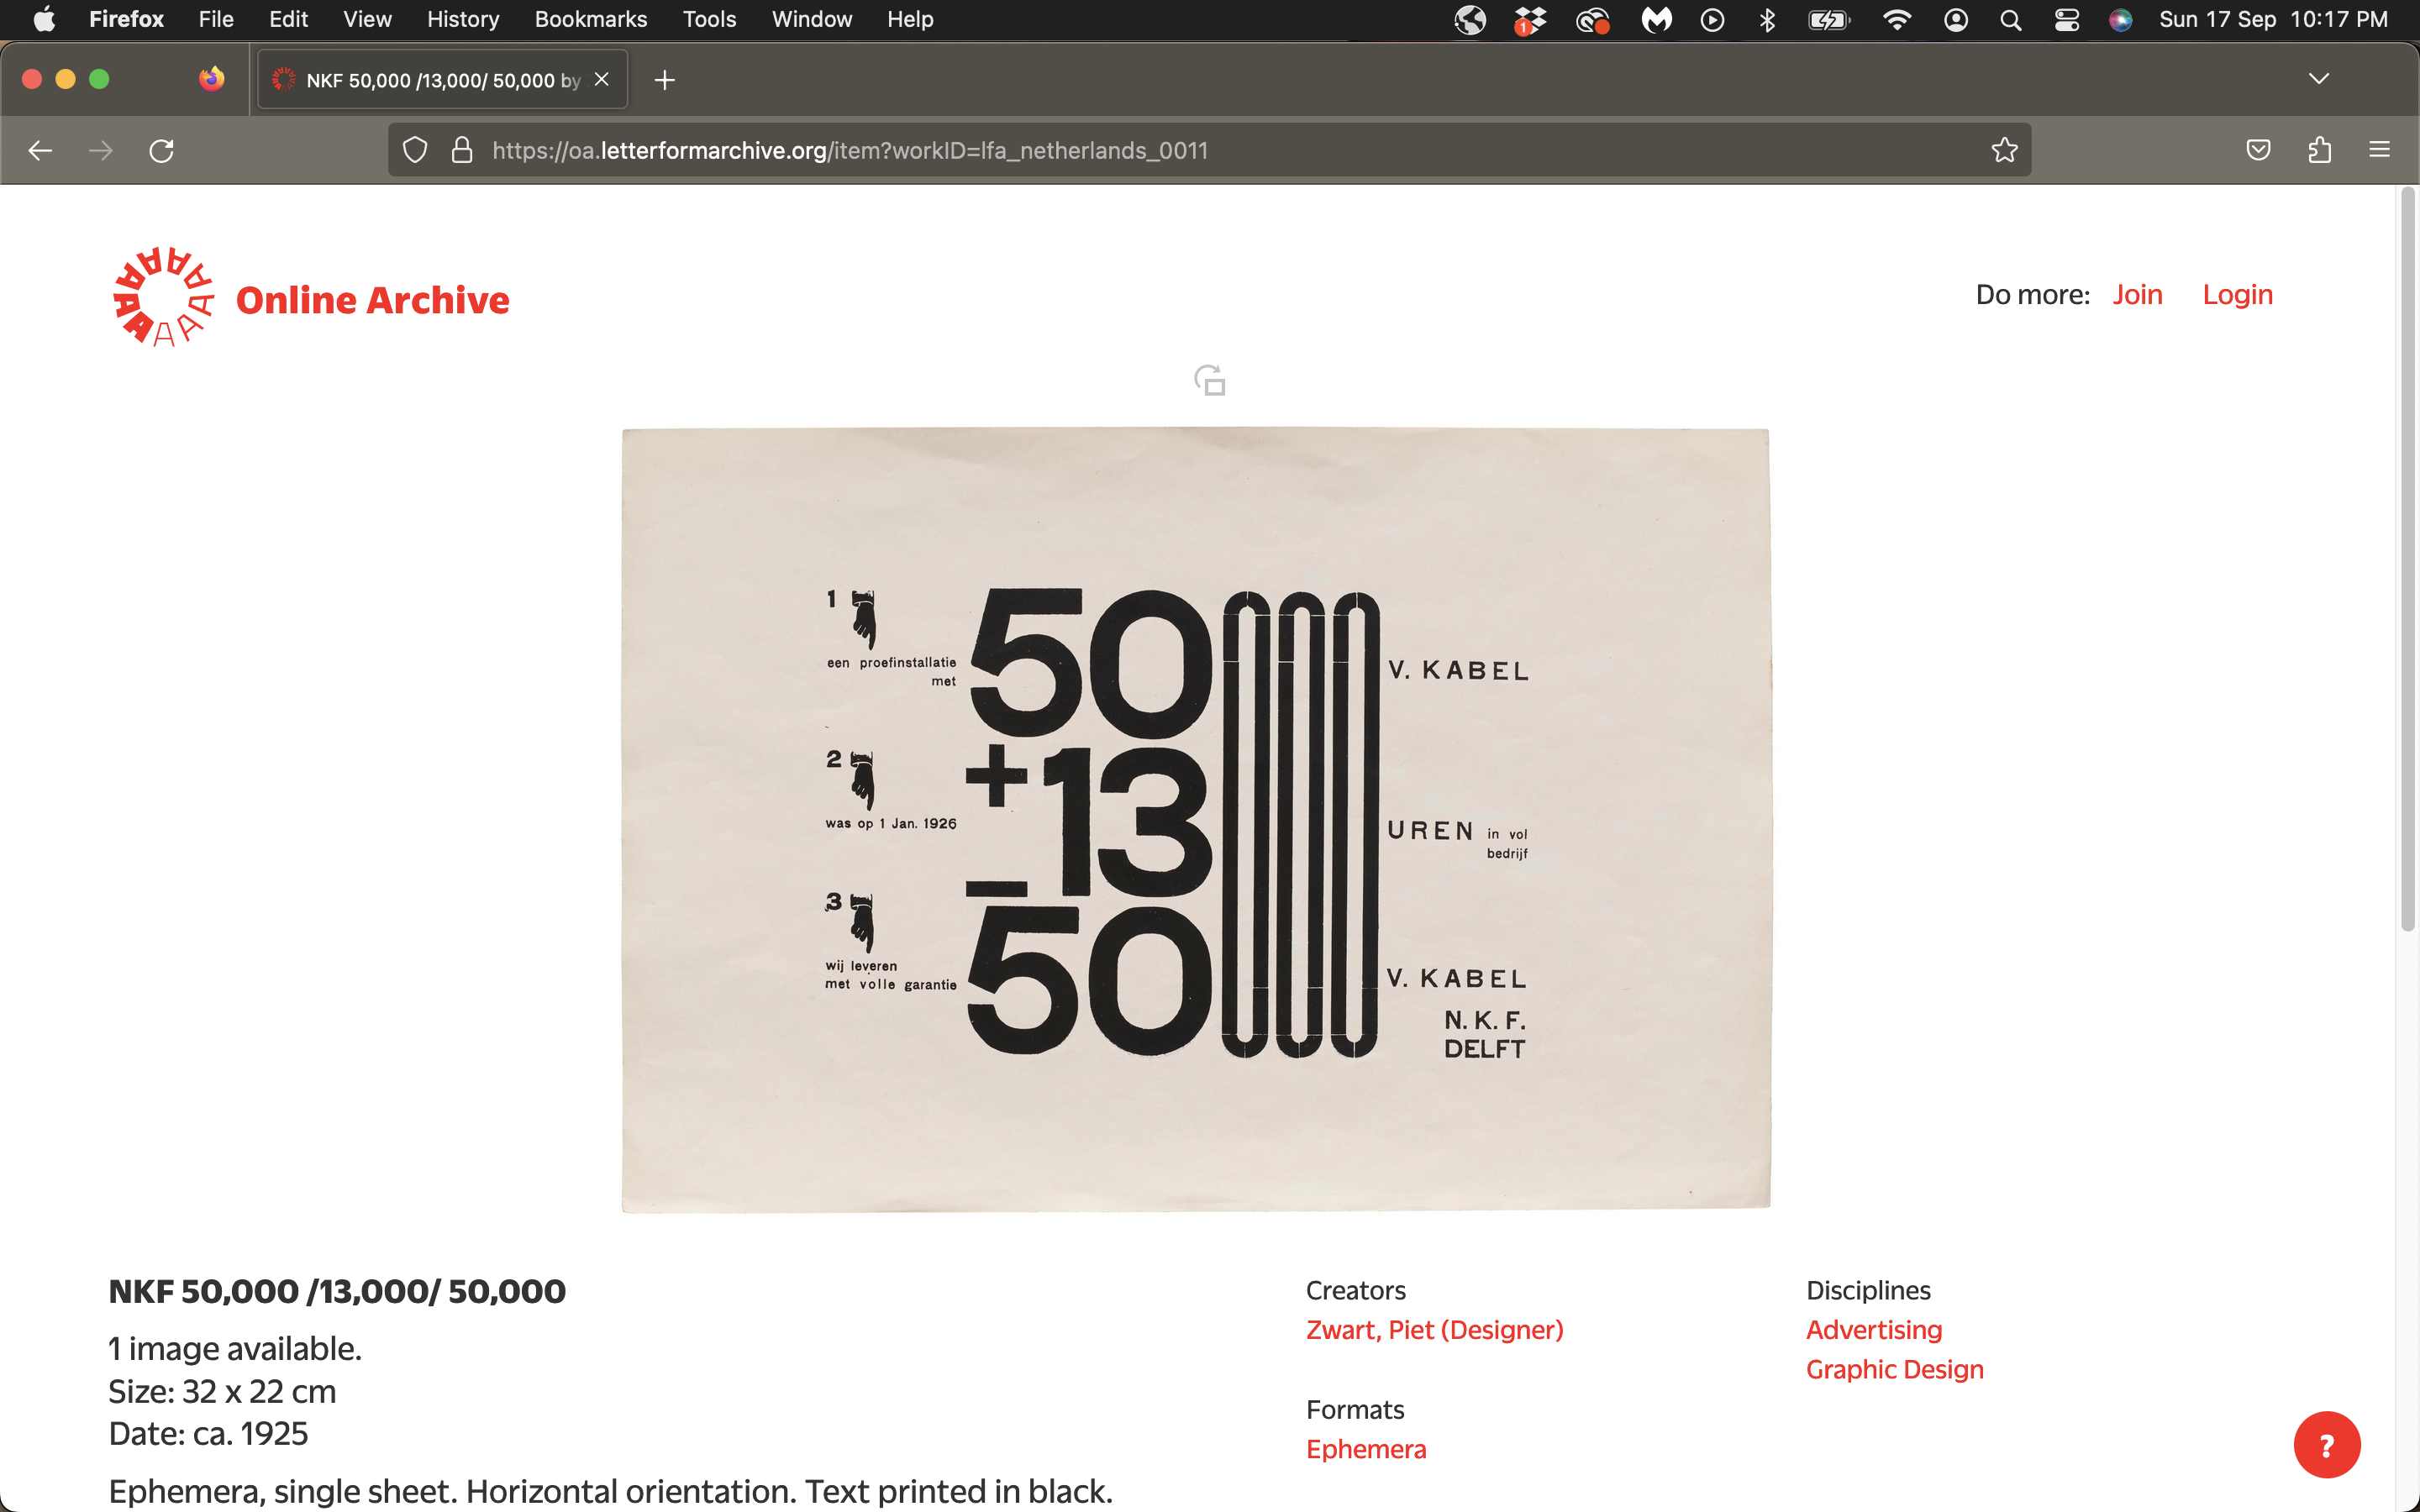 Firefox File Edit View History Bookmarks Tools Window Help 1 Sun 17 Sep 10:17 PM
NKF 50,000 /13,000/ 50,000 by
https://oa.letterformarchive.org/item?workID=lfa_netherlands_0011
Online Archive
Do more: Join Login
1
een proefinstallatie
met
50000
V. KABEL
2
was op 1 Jan. 1926
+13
UREN in vol
bedrijf
3
wij leveren
met volle garantie
50
V. KABEL
N. K. F.
DELFT
NKF 50,000 /13,000/ 50,000
1 image available.
Size: 32 x 22 cm
Date: ca. 1925
Ephemera, single sheet. Horizontal orientation. Text printed in black.
Creators
Zwart, Piet (Designer)
Formats
Ephemera
Disciplines
Advertising
Graphic Design
?